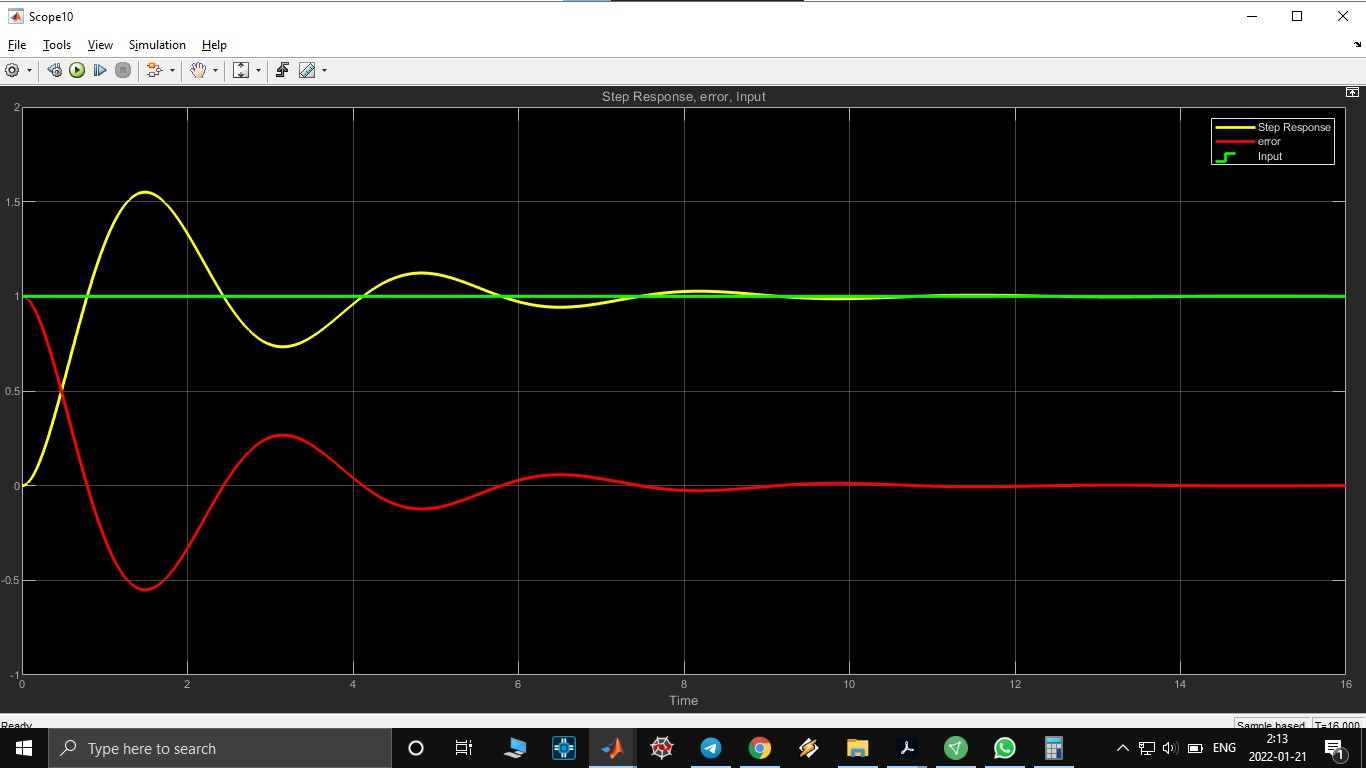 Scope10
File Tools View Simulation Help
Step Response, error, Input
Step Response
error
Input
2
1.5
1
0.5
0
-0.5
-1
0 2 4 6 8 10 12 14 16
Time
Ready
Sample based T=16.000
Type here to search
ENG
2:13
2022-01-21
1